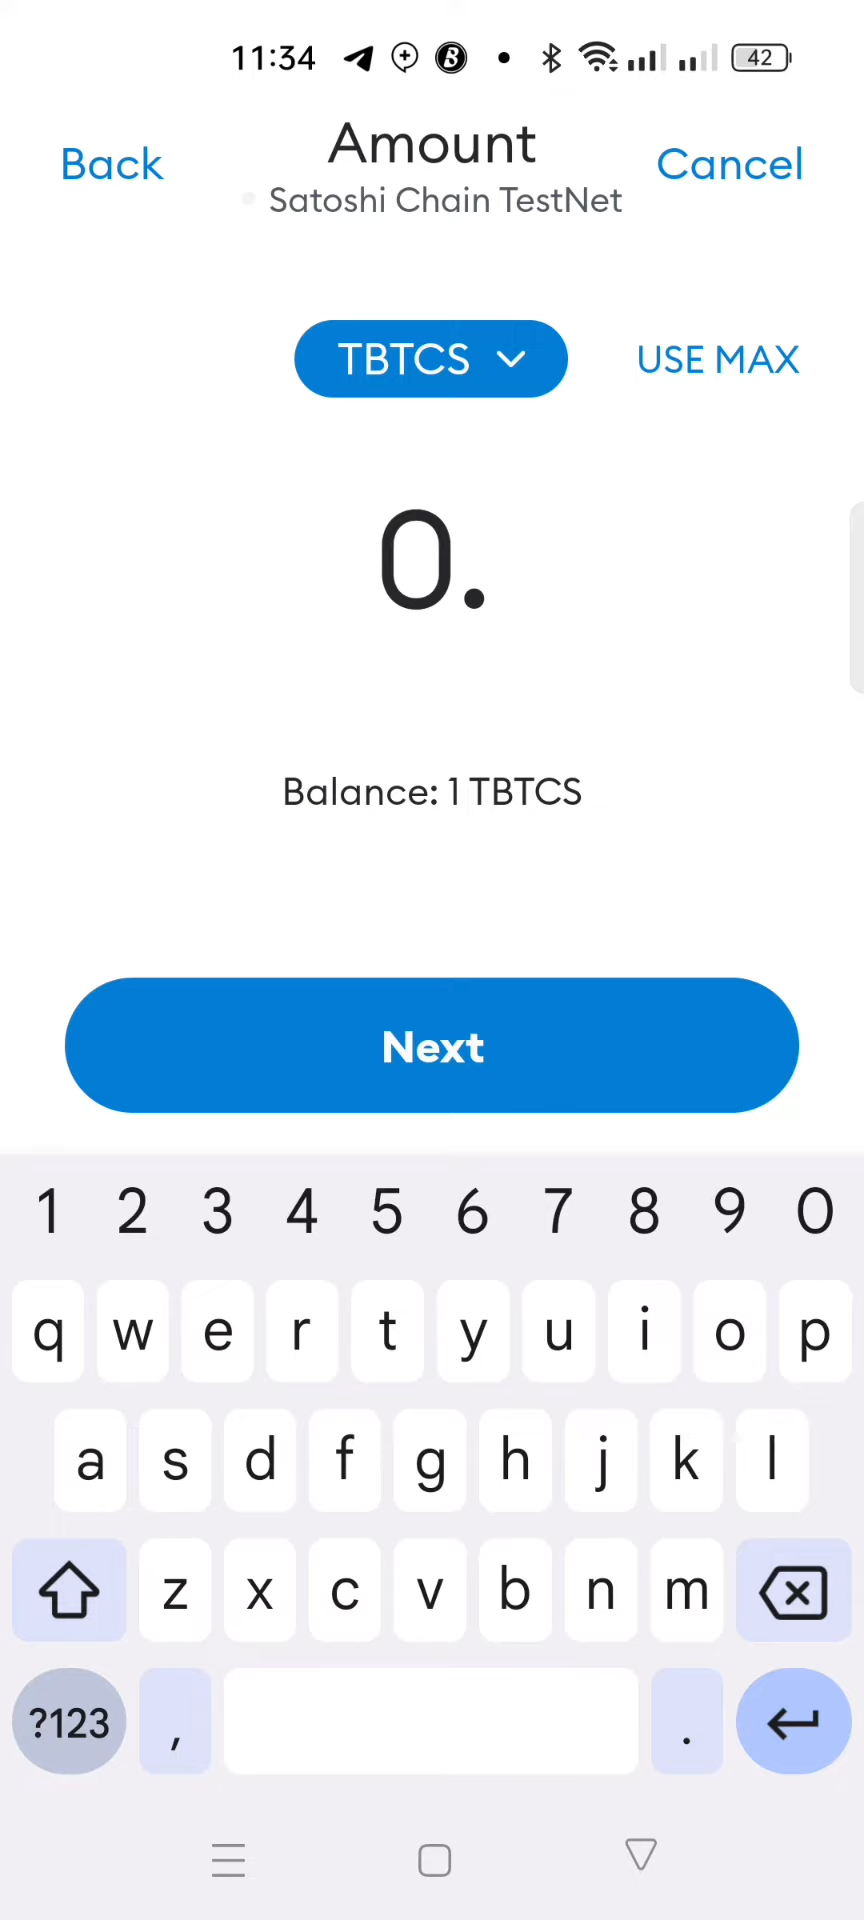 11:34 42
Back Amount Cancel
Satoshi Chain TestNet
TBTCS USE MAX
0.
Balance: 1 TBTCS
Next
1 2 3 4 5 6 7 8 9 0
q w e r t y u i o p
a s d f g h j k l
z x c v b n m
?123 , .